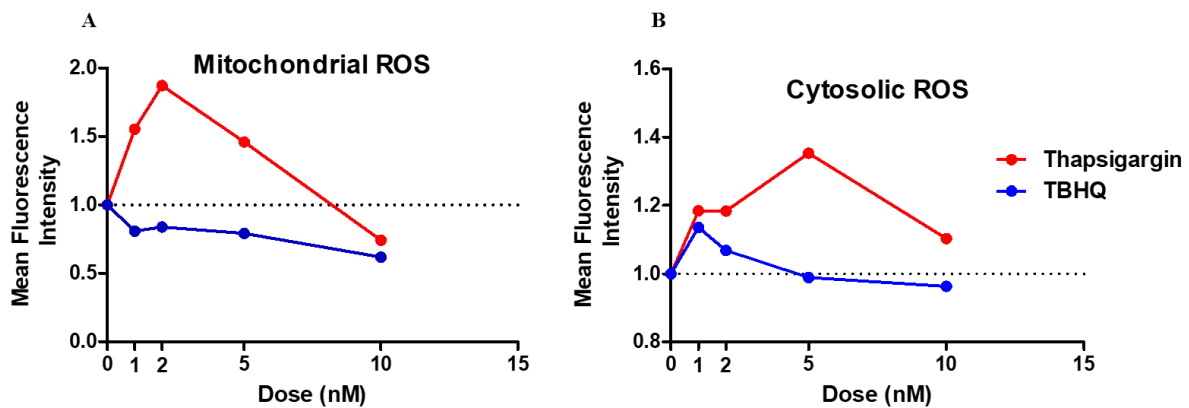 A
Mitochondrial ROS
Mean Fluorescence
Intensity
2.0
1.5
1.0
0.5
0.0
0 1 2 5 10 15
Dose (nM)
B
Cytosolic ROS
Mean Fluorescence
Intensity
1.6
1.4
1.2
1.0
0.8
0 1 2 5 10 15
Dose (nM)
Thapsigargin
TBHQ